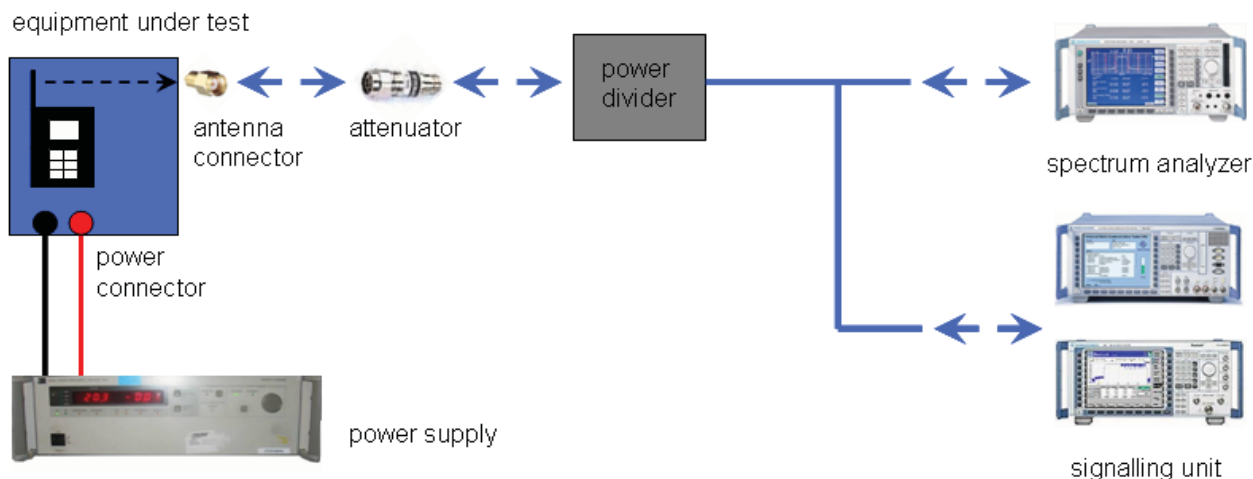 equipment under test
power
divider
antenna
connector
attenuator
spectrum analyzer
power
connector
power supply
signalling unit